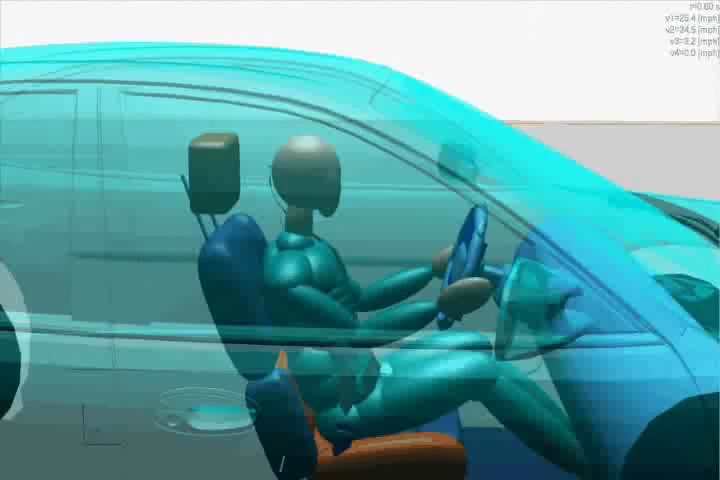 t=0.60 s
v1=25.4 [mph]
v2=34.5 [mph]
v3=3.2 [mph]
v4=0.0 [mph]